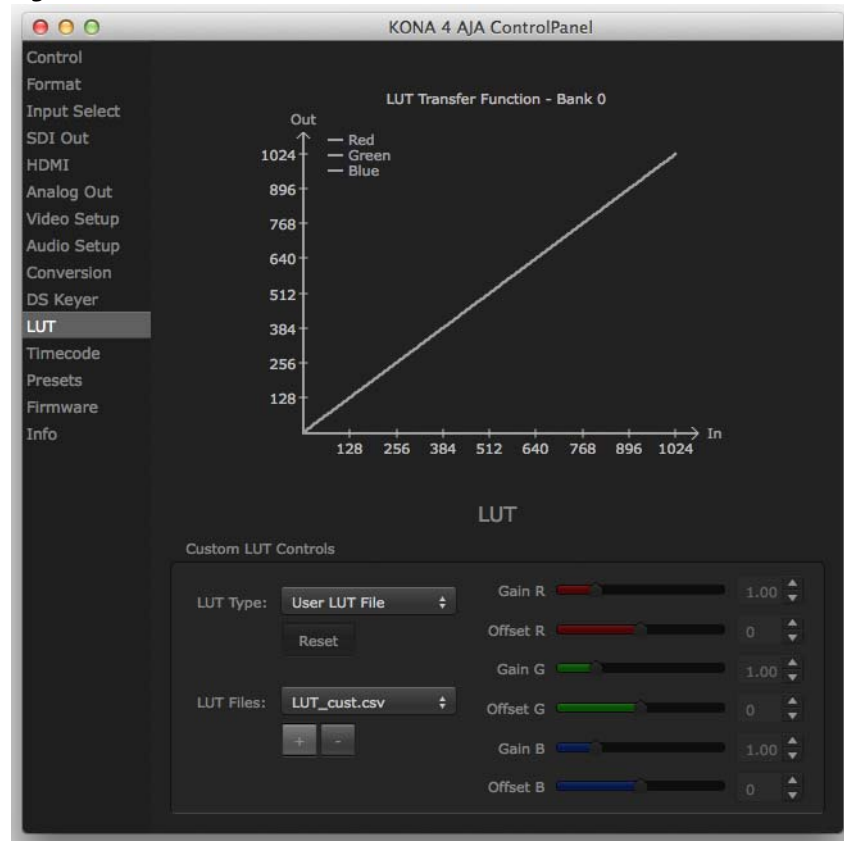 KONA 4 AJA ControlPanel
Control
Format
Input Select
SDI Out
HDMI
Analog Out
Video Setup
Audio Setup
Conversion
DS Keyer
LUT
Timecode
Presets
Firmware
Info
LUT Transfer Function - Bank 0
Out
Red
Green
Blue
1024
896
768
640
512
384
256
128
128 256 384 512 640 768 896 1024
In
LUT
Custom LUT Controls
LUT Type: User LUT File
Reset
LUT Files: LUT_cust.csv
+ -
Gain R 1.00
Offset R 0
Gain G 1.00
Offset G 0
Gain B 1.00
Offset B 0